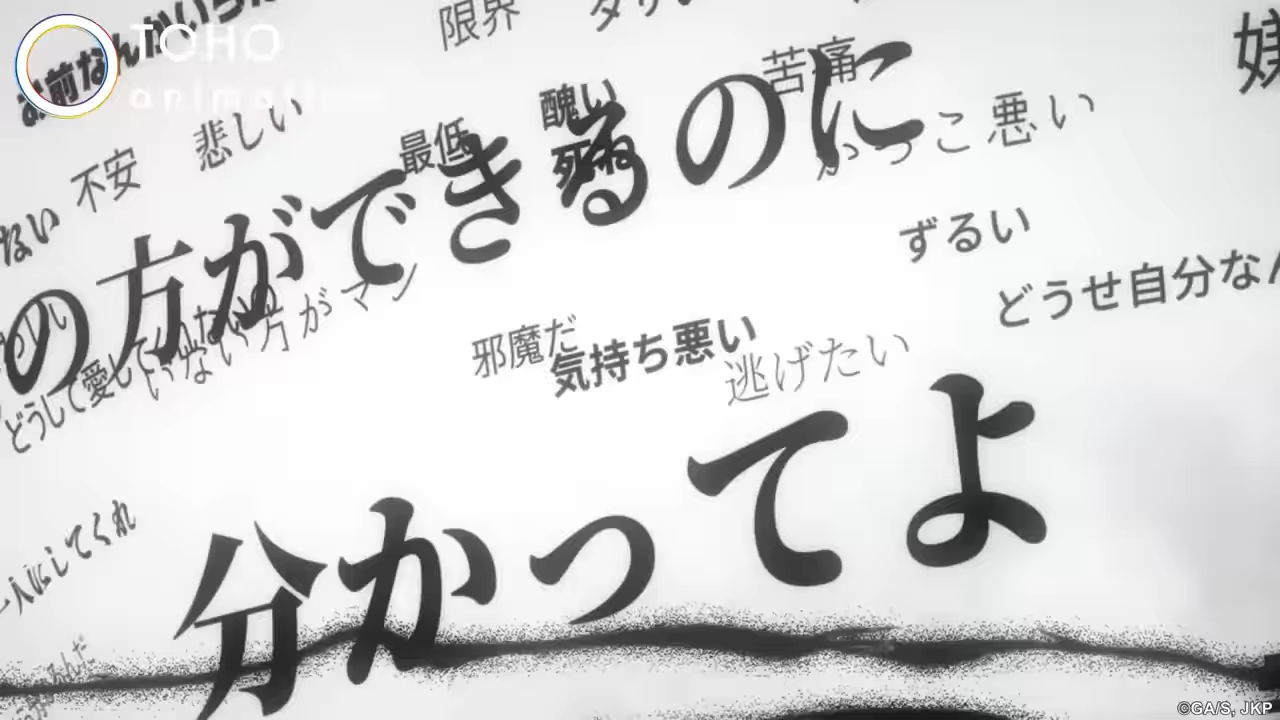 お前なんかいらない
TOHO
animation
限界
苦痛
醜い
死ね
悲しい
最低
不安
かっこ悪い
ない
の方ができるのに
ずるい
どうせ自分なん
いない方がマシ
どうして愛して
邪魔だ
気持ち悪い
逃げたい
分かってよ
一人にしてくれ
©GA/S, JKP